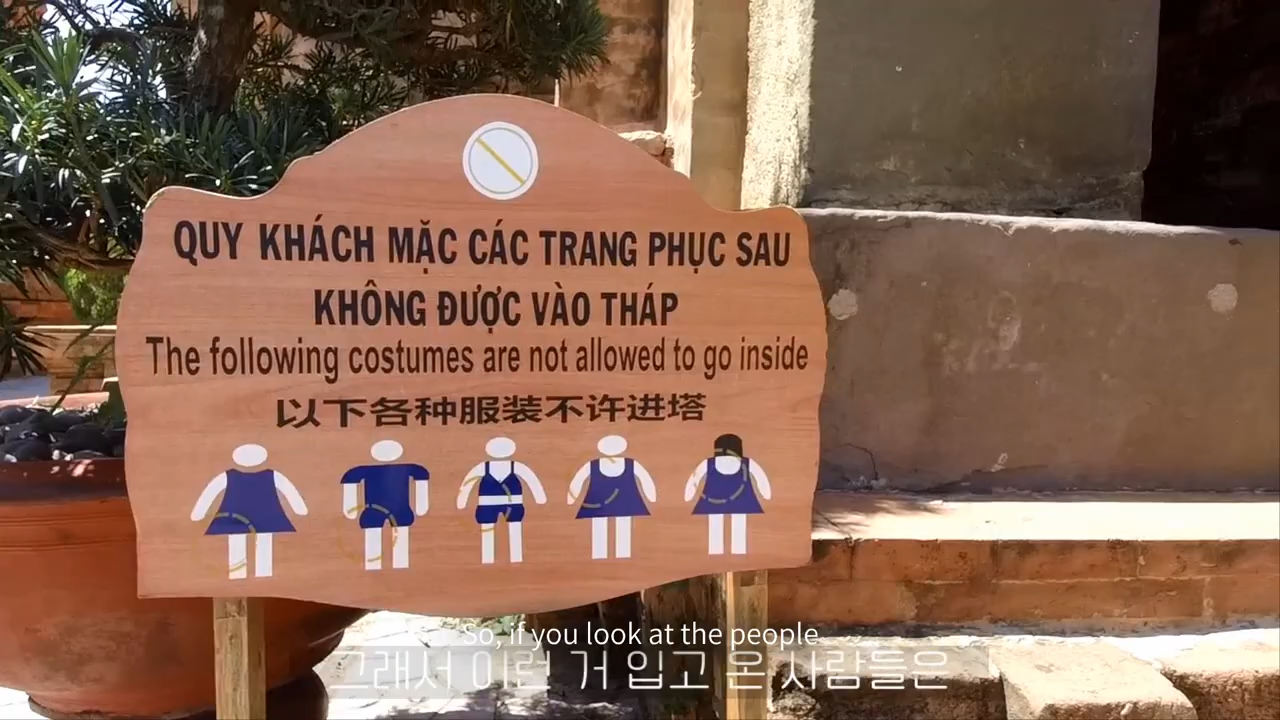 QUY KHÁCH MẶC CÁC TRANG PHỤC SAU
KHÔNG ĐƯỢC VÀO THÁP
The following costumes are not allowed to go inside
以下各种服装不许进塔
So, if you look at the people
그래서 이런 거 입고 온 사람들은